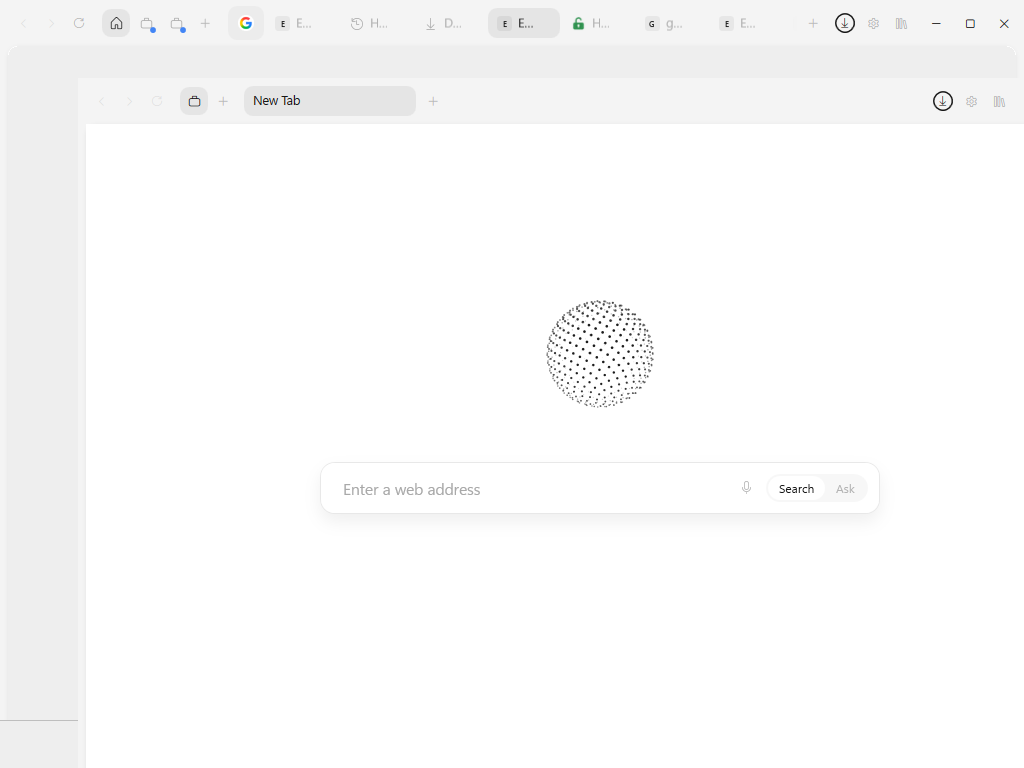 E E...
H...
D...
E E...
H...
G g...
E E...
New Tab
Enter a web address
Search Ask